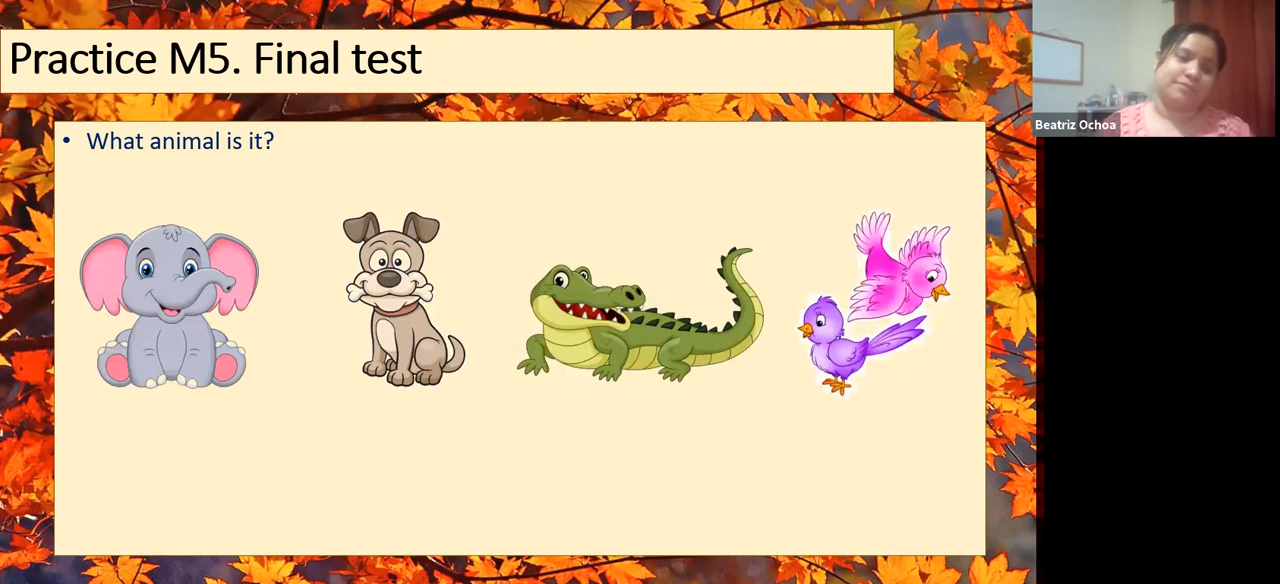 Practice M5. Final test
• What animal is it?
Beatriz Ochoa